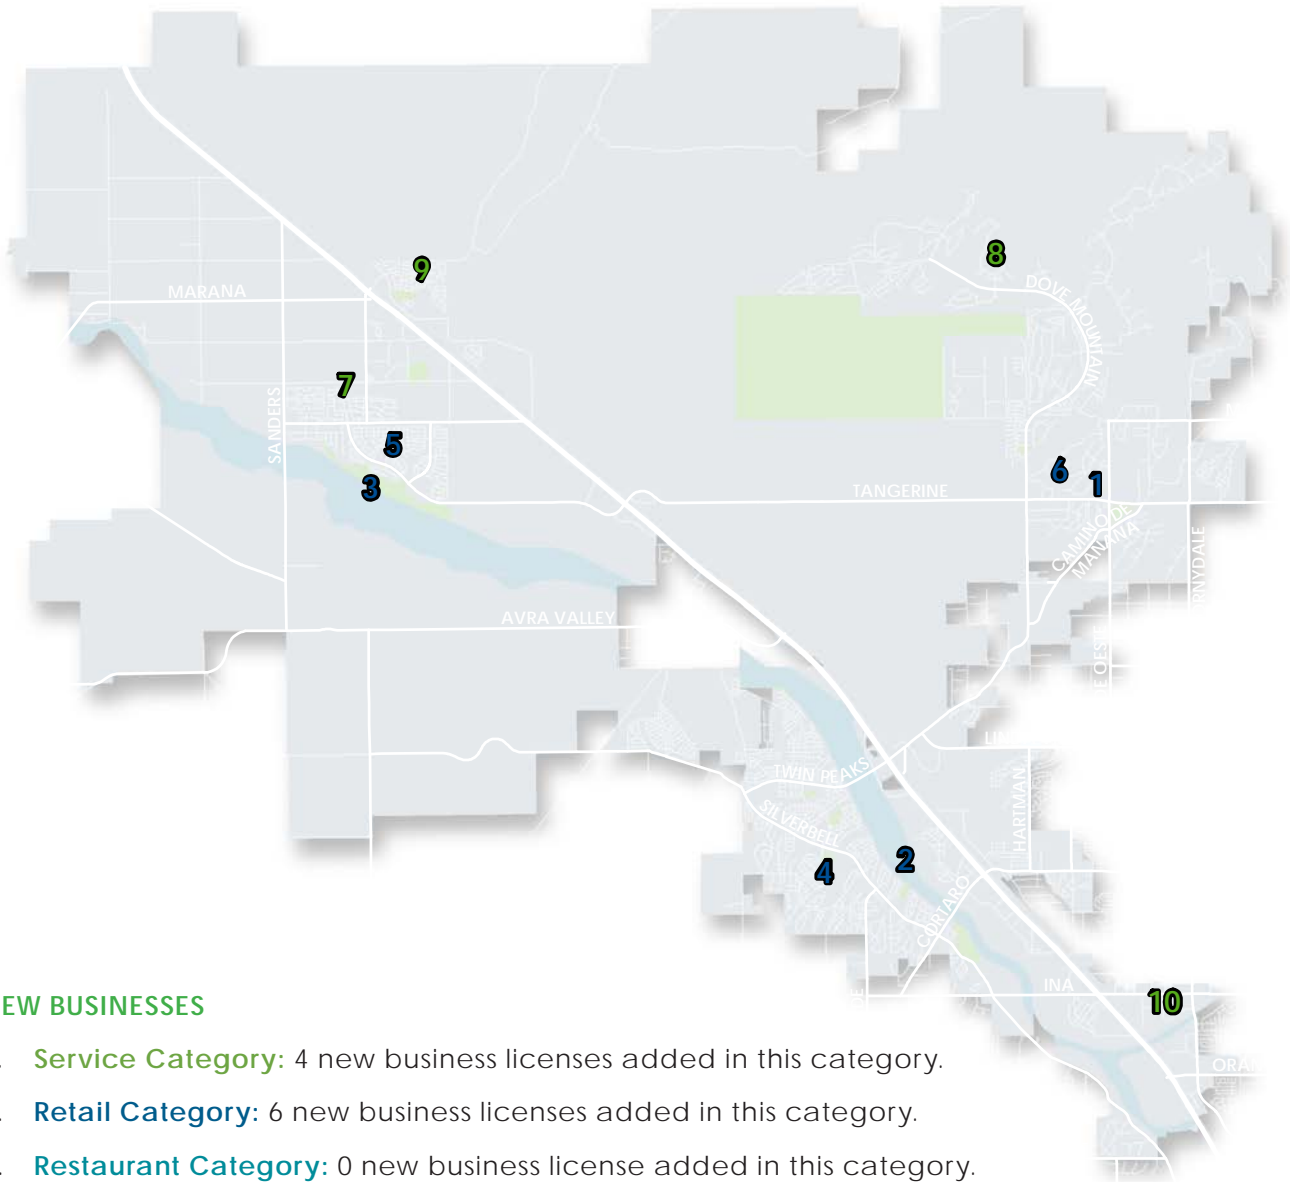 9
8
MARANA
DOVE MOUNTAIN
7
SANDERS
5
3
6
1
TANGERINE
CAMINO DE
MANANA
AVRA VALLEY
TWIN PEAKS
HARTMAN
SILVERBELL
2
4
CORTARO
INA
10
BUSINESSES
Service Category: 4 new business licenses added in this category.
Retail Category: 6 new business licenses added in this category.
Restaurant Category: 0 new business license added in this category.